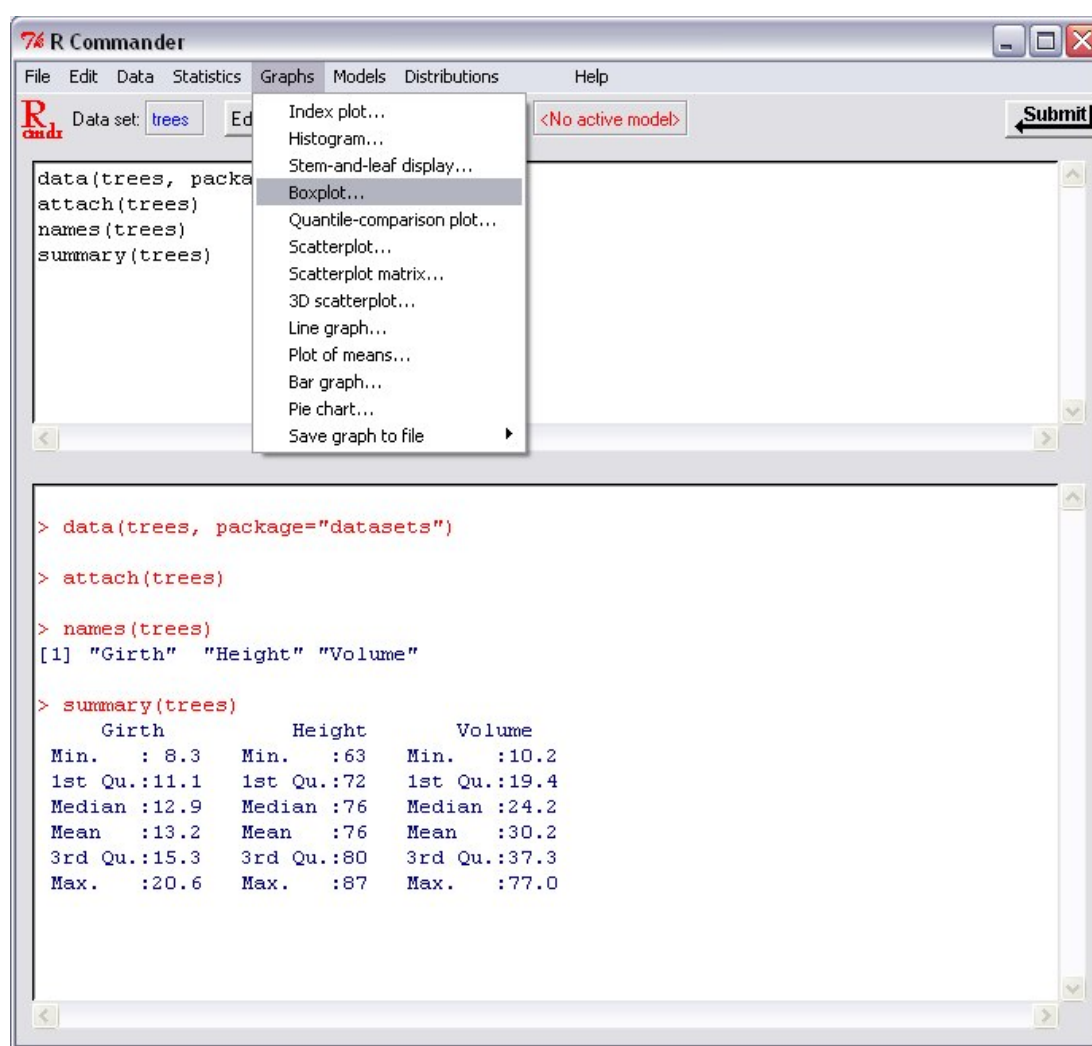 R Commander
File Edit Data Statistics Graphs Models Distributions Help
R
cmdr
Data set: trees Ed <No active model> Submit
Index plot...
Histogram...
Stem-and-leaf display...
Boxplot...
Quantile-comparison plot...
Scatterplot...
Scatterplot matrix...
3D scatterplot...
Line graph...
Plot of means...
Bar graph...
Pie chart...
Save graph to file
data(trees, packa
attach(trees)
names(trees)
summary(trees)
> data(trees, package="datasets")
> attach(trees)
> names(trees)
[1] "Girth"  "Height" "Volume"
> summary(trees)
Girth Height Volume
Min.   : 8.3   Min.   :63   Min.   :10.2
1st Qu.:11.1   1st Qu.:72   1st Qu.:19.4
Median :12.9   Median :76   Median :24.2
Mean   :13.2   Mean   :76   Mean   :30.2
3rd Qu.:15.3   3rd Qu.:80   3rd Qu.:37.3
Max.   :20.6   Max.   :87   Max.   :77.0